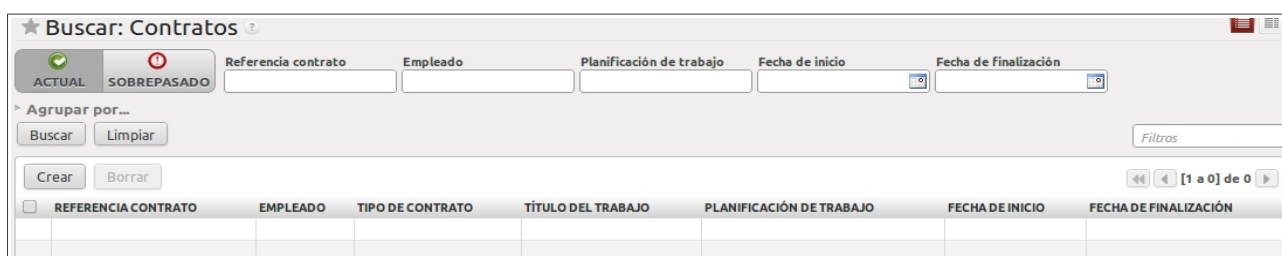 Buscar: Contratos ?
ACTUAL
SOBREPASADO
Referencia contrato
Empleado
Planificación de trabajo
Fecha de inicio
Fecha de finalización
Agrupar por...
Buscar Limpiar
Filtros
Crear Borrar
[1 a 0] de 0
REFERENCIA CONTRATO EMPLEADO TIPO DE CONTRATO TÍTULO DEL TRABAJO PLANIFICACIÓN DE TRABAJO FECHA DE INICIO FECHA DE FINALIZACIÓN